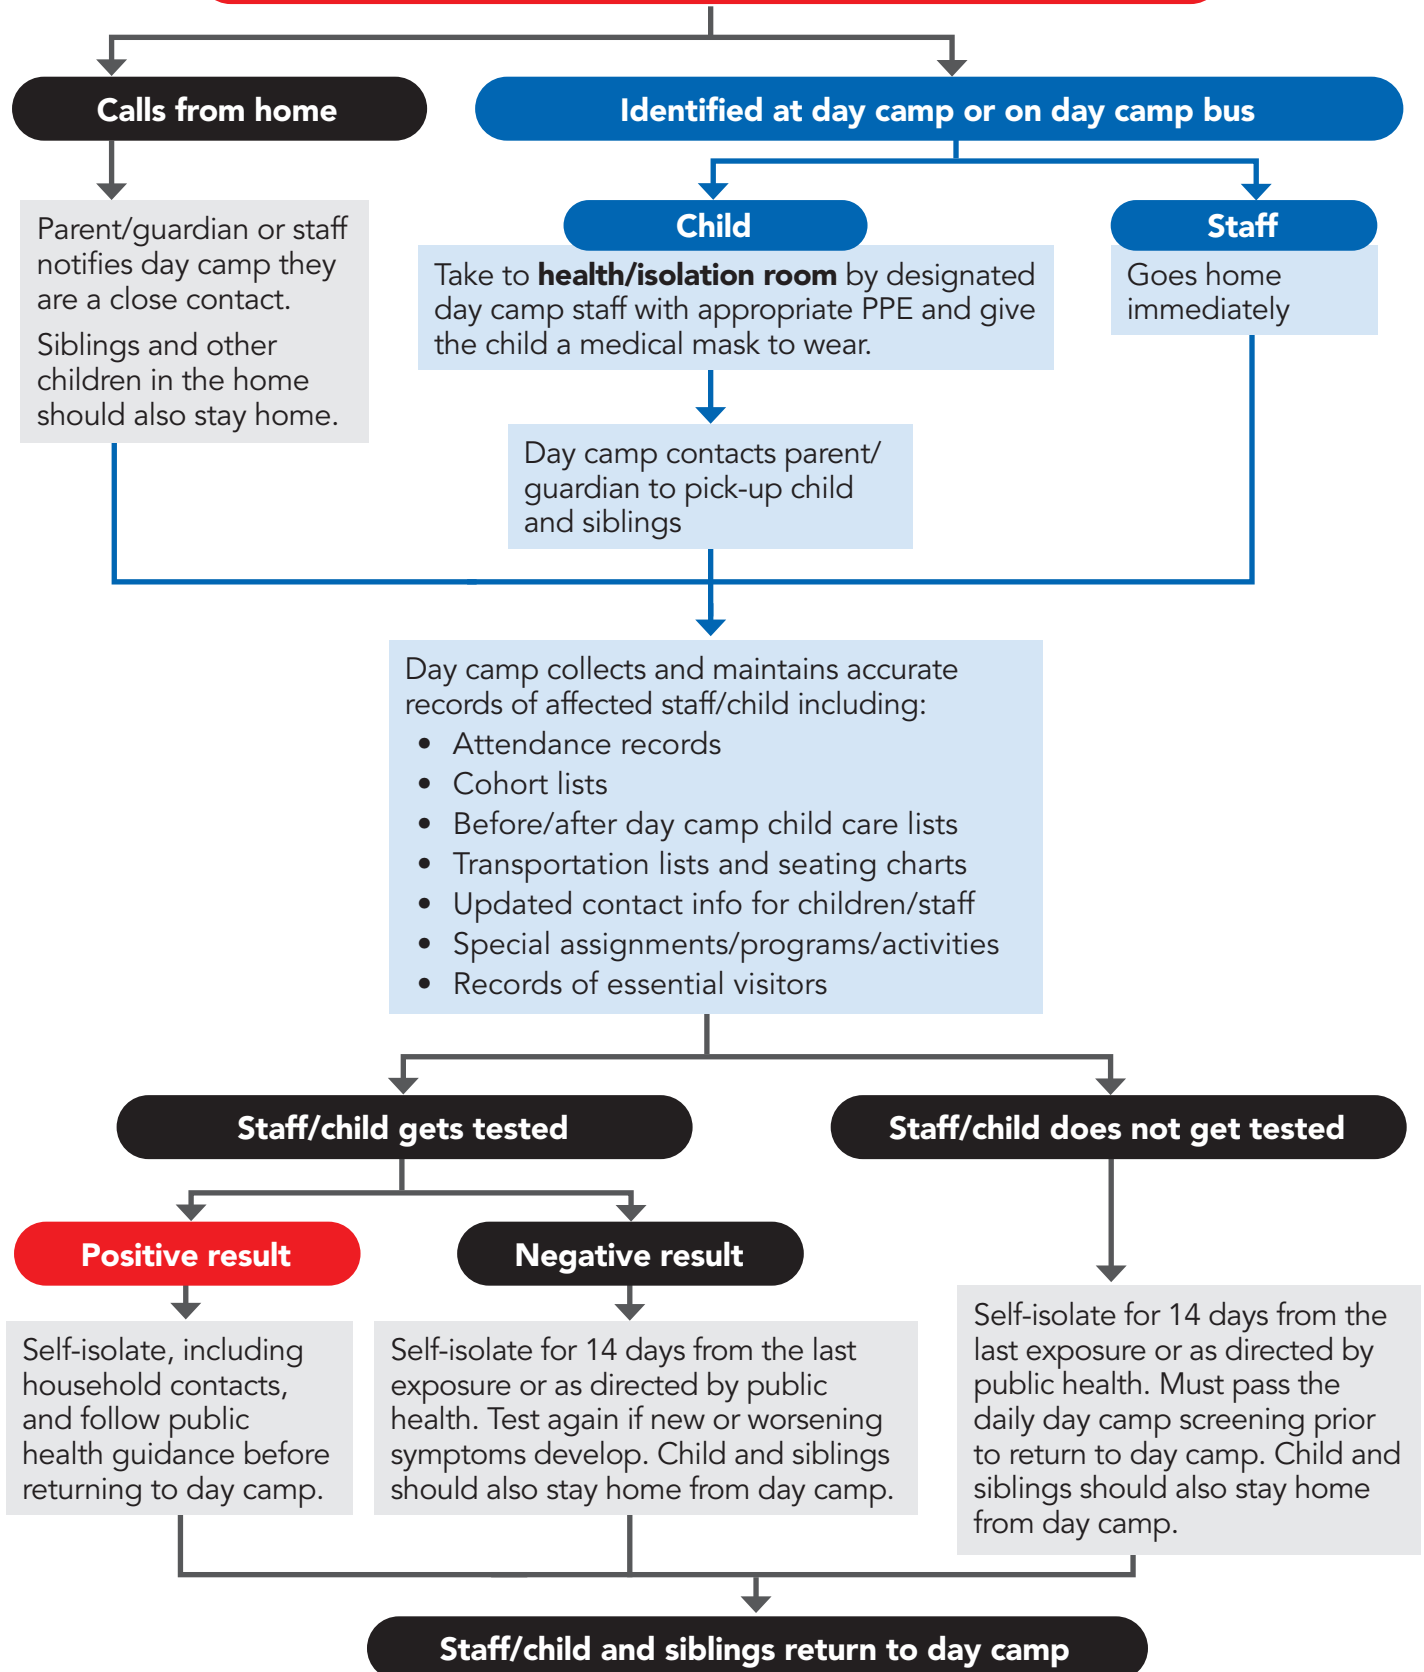 Calls from home
Identified at day camp or on day camp bus
Parent/guardian or staff
notifies day camp they
are a close contact.
Siblings and other
children in the home
should also stay home.
Child
Take to health/isolation room by designated
day camp staff with appropriate PPE and give
the child a medical mask to wear.
Staff
Goes home
immediately
Day camp contacts parent/
guardian to pick-up child
and siblings
Day camp collects and maintains accurate
records of affected staff/child including:
• Attendance records
• Cohort lists
• Before/after day camp child care lists
• Transportation lists and seating charts
• Updated contact info for children/staff
• Special assignments/programs/activities
• Records of essential visitors
Staff/child gets tested
Staff/child does not get tested
Positive result
Negative result
Self-isolate, including
household contacts,
and follow public
health guidance before
returning to day camp.
Self-isolate for 14 days from the last
exposure or as directed by public
health. Test again if new or worsening
symptoms develop. Child and siblings
should also stay home from day camp.
Self-isolate for 14 days from the
last exposure or as directed by
public health. Must pass the
daily day camp screening prior
to return to day camp. Child and
siblings should also stay home
from day camp.
Staff/child and siblings return to day camp